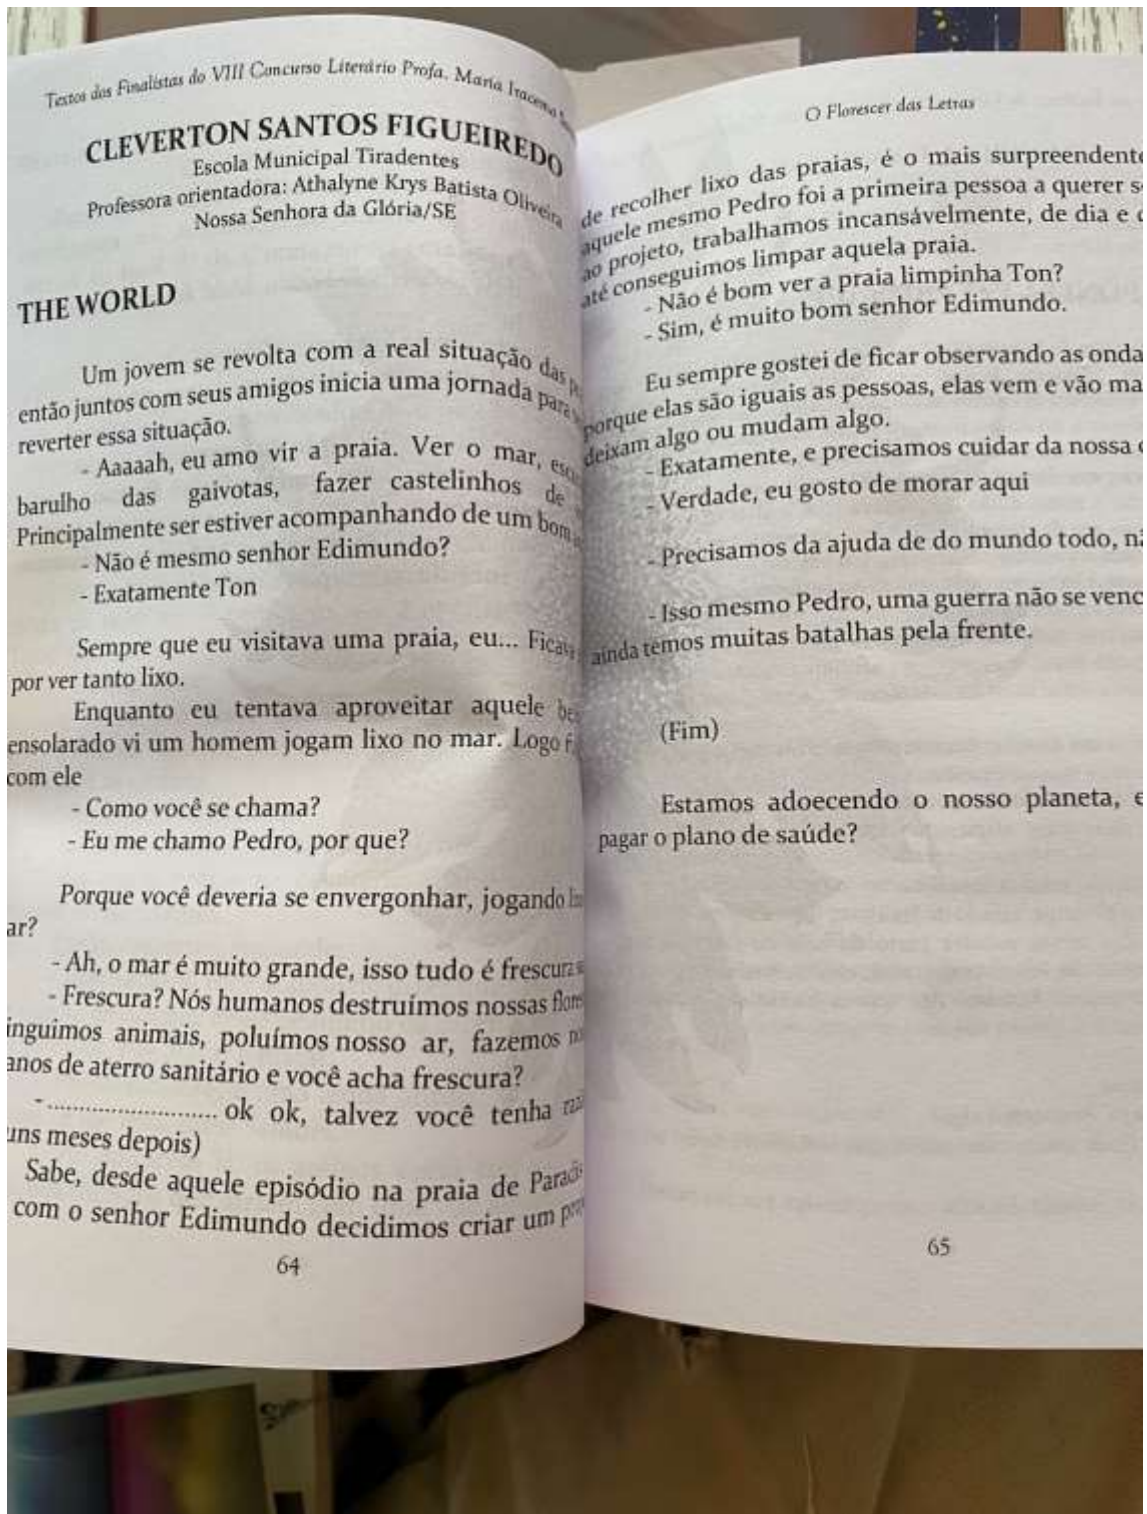 Textos dos Finalistas do VIII Concurso Literário Profa. Maria
CLEVERTON SANTOS FIGUEIREDO
Escola Municipal Tiradentes
Professora orientadora: Athalyne Krys Batista Oliveira
Nossa Senhora da Glória/SE
THE WORLD
Um jovem se revolta com a real situação das
então juntos com seus amigos inicia uma jornada para
reverter essa situação.
- Aaaaah, eu amo vir a praia. Ver o mar,
barulho das gaivotas, fazer castelinhos de
Principalmente ser estiver acompanhando de um bom
- Não é mesmo senhor Edimundo?
- Exatamente Ton
Sempre que eu visitava uma praia, eu... Ficava
por ver tanto lixo.
Enquanto eu tentava aproveitar aquele
ensolarado vi um homem jogam lixo no mar. Logo
com ele
- Como você se chama?
- Eu me chamo Pedro, por que?
Porque você deveria se envergonhar, jogando
ar?
- Ah, o mar é muito grande, isso tudo é frescura
- Frescura? Nós humanos destruímos nossas
inguimos animais, poluímos nosso ar, fazemos
anos de aterro sanitário e você acha frescura?
-.......................... ok ok, talvez você tenha
uns meses depois)
Sabe, desde aquele episódio na praia de
com o senhor Edimundo decidimos criar um
64
O Florescer das Letras
de recolher lixo das praias, é o mais surpreendente
aquele mesmo Pedro foi a primeira pessoa a querer
ao projeto, trabalhamos incansávelmente, de dia e
até conseguimos limpar aquela praia.
- Não é bom ver a praia limpinha Ton?
- Sim, é muito bom senhor Edimundo.
Eu sempre gostei de ficar observando as onda
porque elas são iguais as pessoas, elas vem e vão ma
deixam algo ou mudam algo.
- Exatamente, e precisamos cuidar da nossa
- Verdade, eu gosto de morar aqui
- Precisamos da ajuda de do mundo todo,
- Isso mesmo Pedro, uma guerra não se venc
ainda temos muitas batalhas pela frente.
(Fim)
Estamos adoecendo o nosso planeta,
pagar o plano de saúde?
65